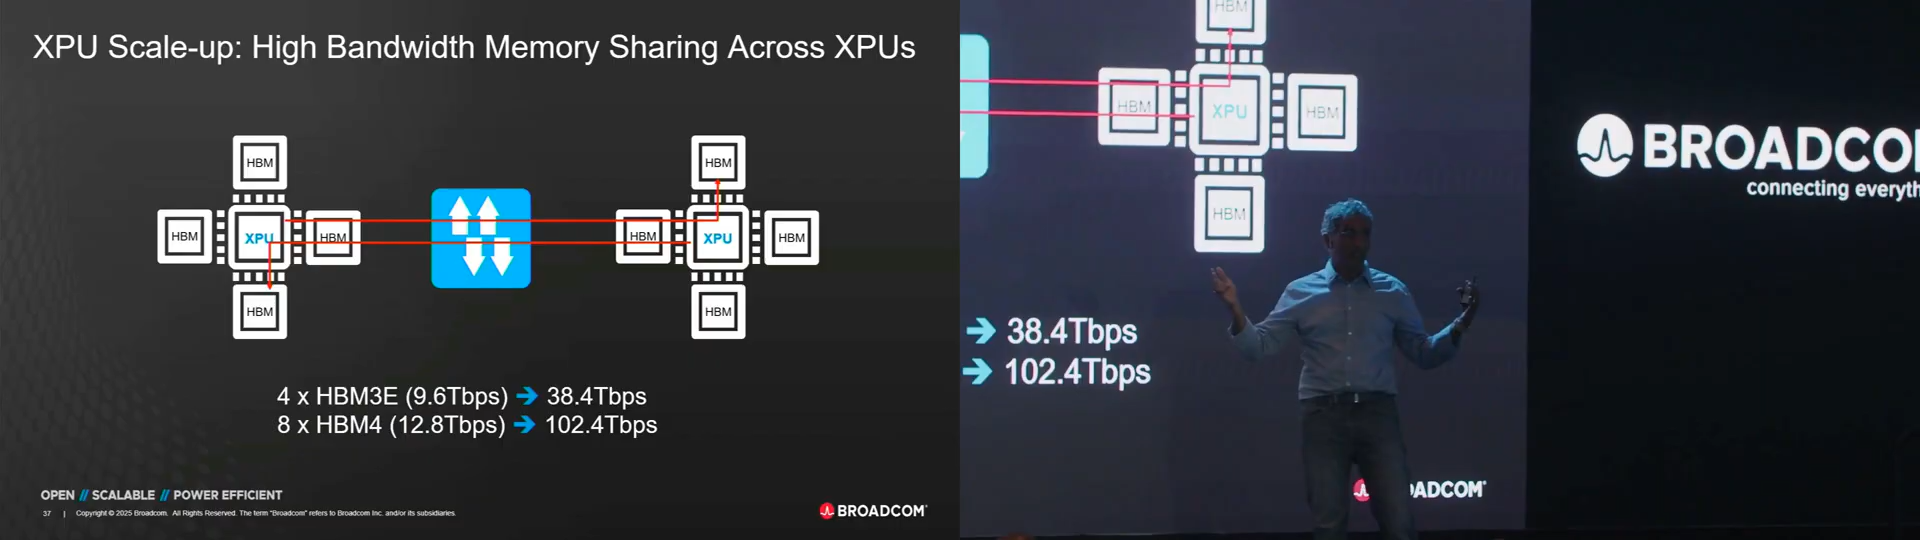 XPU Scale-up: High Bandwidth Memory Sharing Across XPUs
HBM
HBM
HBM
XPU
HBM
HBM
XPU
HBM
HBM
HBM
HBM
4 x HBM3E (9.6Tbps) ➔ 38.4Tbps
8 x HBM4 (12.8Tbps) ➔ 102.4Tbps
OPEN // SCALABLE // POWER EFFICIENT
37 | Copyright © 2025 Broadcom. All Rights Reserved. The term "Broadcom" refers to Broadcom Inc. and/or its subsidiaries.
BROADCOM®
HBM
HBM
XPU
HBM
HBM
➔ 38.4Tbps
➔ 102.4Tbps
ADCOM®
BROADCO
connecting everyth